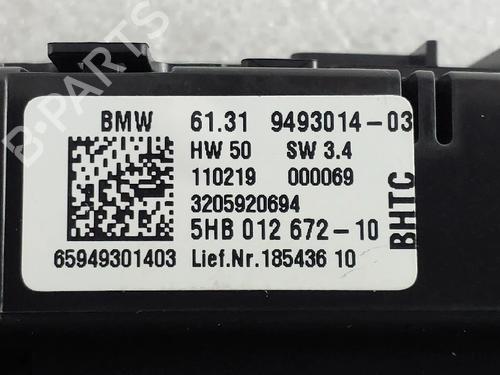 B-PARTS
BMW 61.31 9493014-03
HW 50 SW 3.4
110219 000069
3205920694
5HB 012 672-10
65949301403 Lief.Nr.185436 10
BHTC